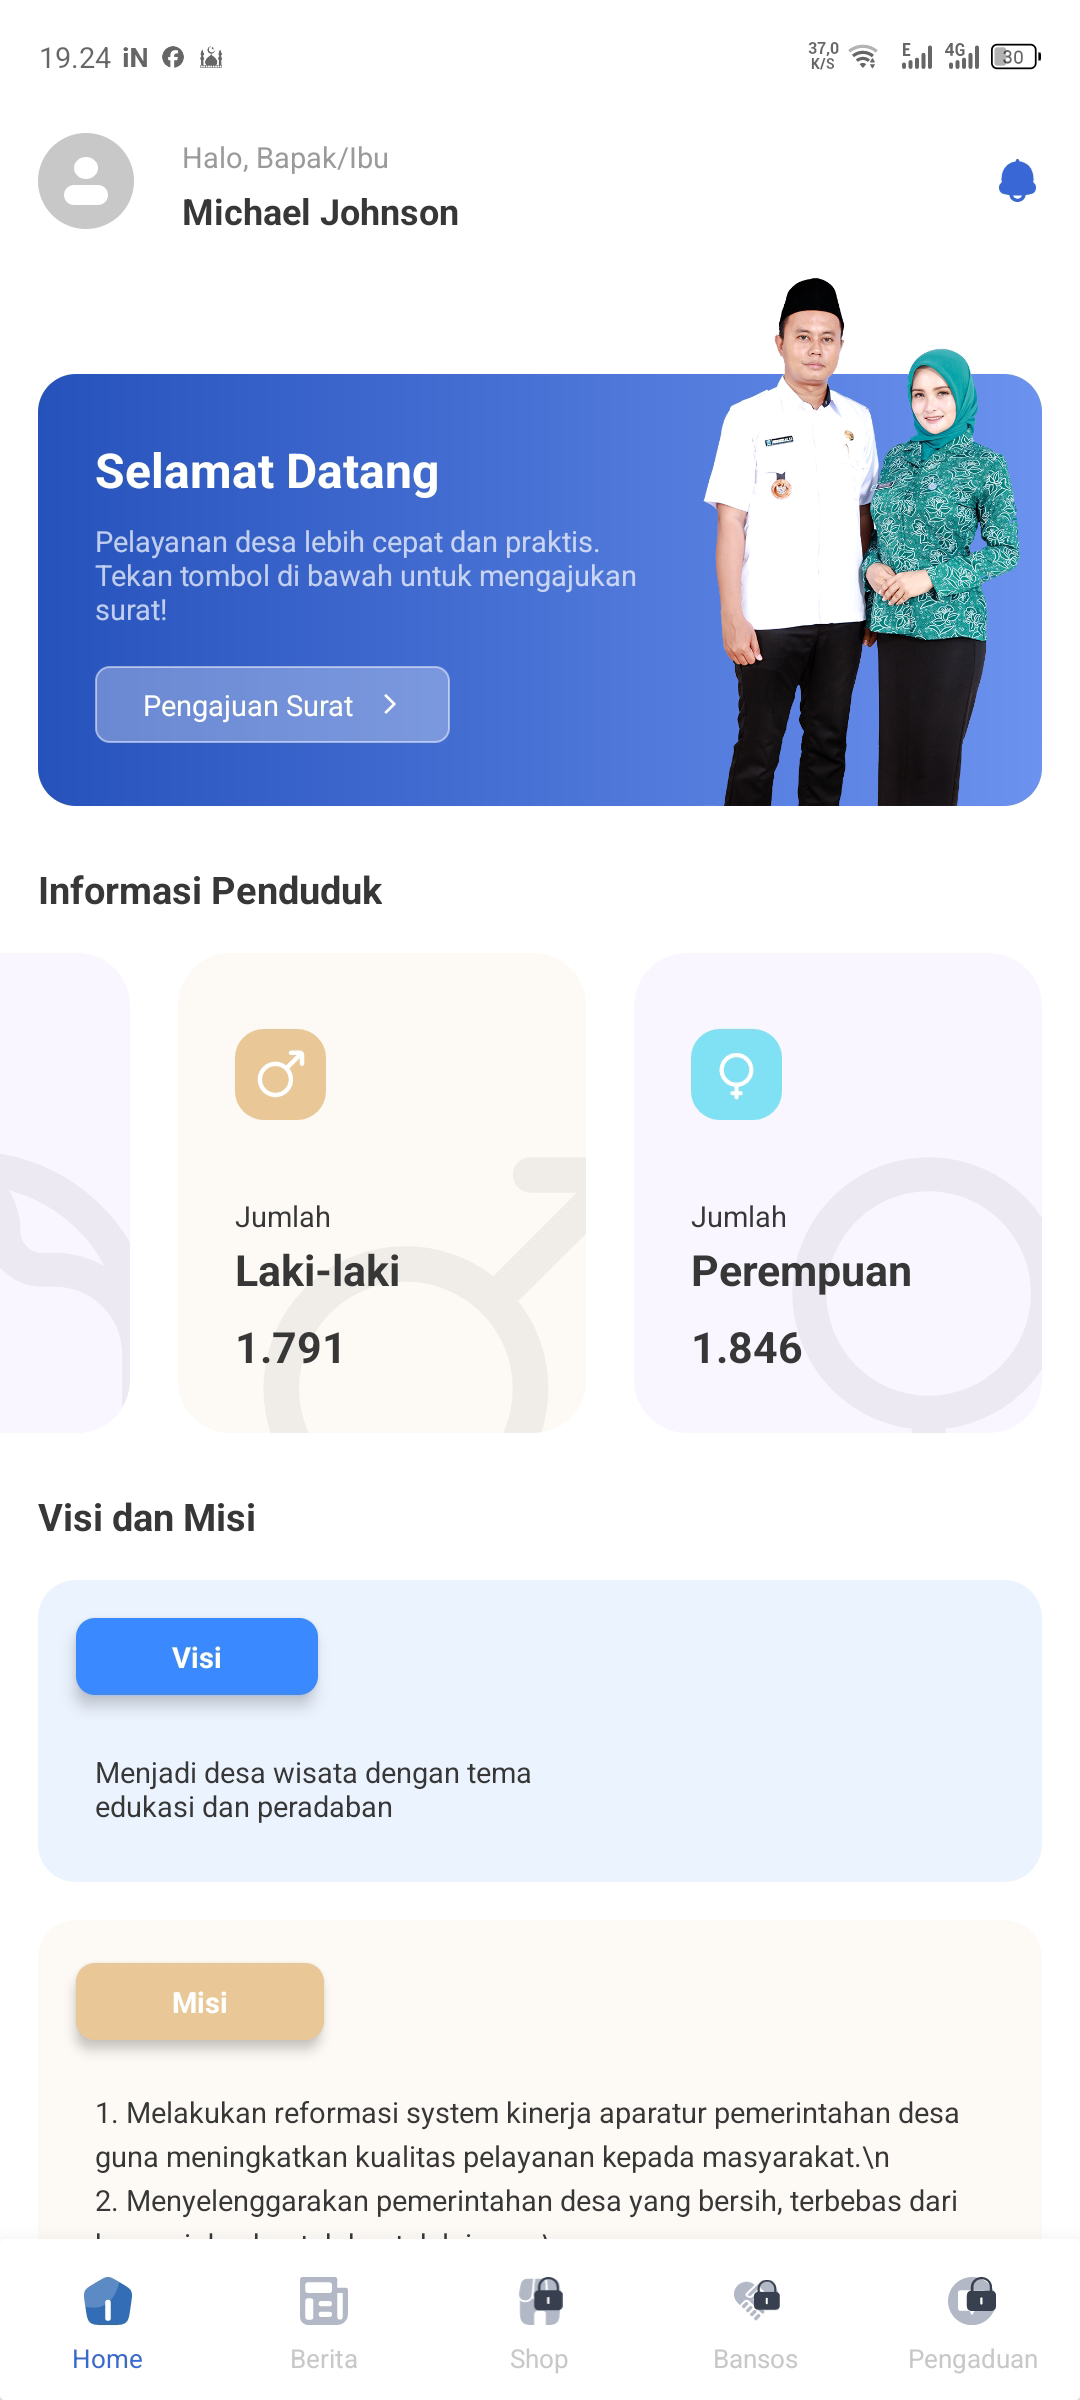 19.24 iN
37,0
K/S
E
4G
30
Halo, Bapak/Ibu
Michael Johnson
Selamat Datang
Pelayanan desa lebih cepat dan praktis.
Tekan tombol di bawah untuk mengajukan
surat!
Pengajuan Surat
Informasi Penduduk
Jumlah
Laki-laki
1.791
Jumlah
Perempuan
1.846
Visi dan Misi
Visi
Menjadi desa wisata dengan tema
edukasi dan peradaban
Misi
1. Melakukan reformasi system kinerja aparatur pemerintahan desa
guna meningkatkan kualitas pelayanan kepada masyarakat.\n
2. Menyelenggarakan pemerintahan desa yang bersih, terbebas dari
Home
Berita
Shop
Bansos
Pengaduan